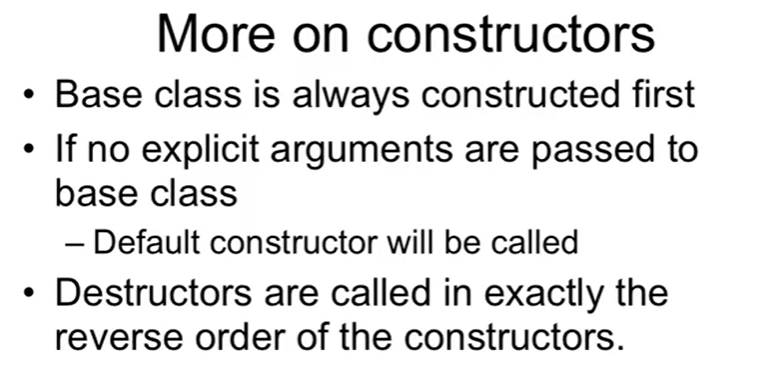 More on constructors
• Base class is always constructed first
• If no explicit arguments are passed to
base class
– Default constructor will be called
• Destructors are called in exactly the
reverse order of the constructors.